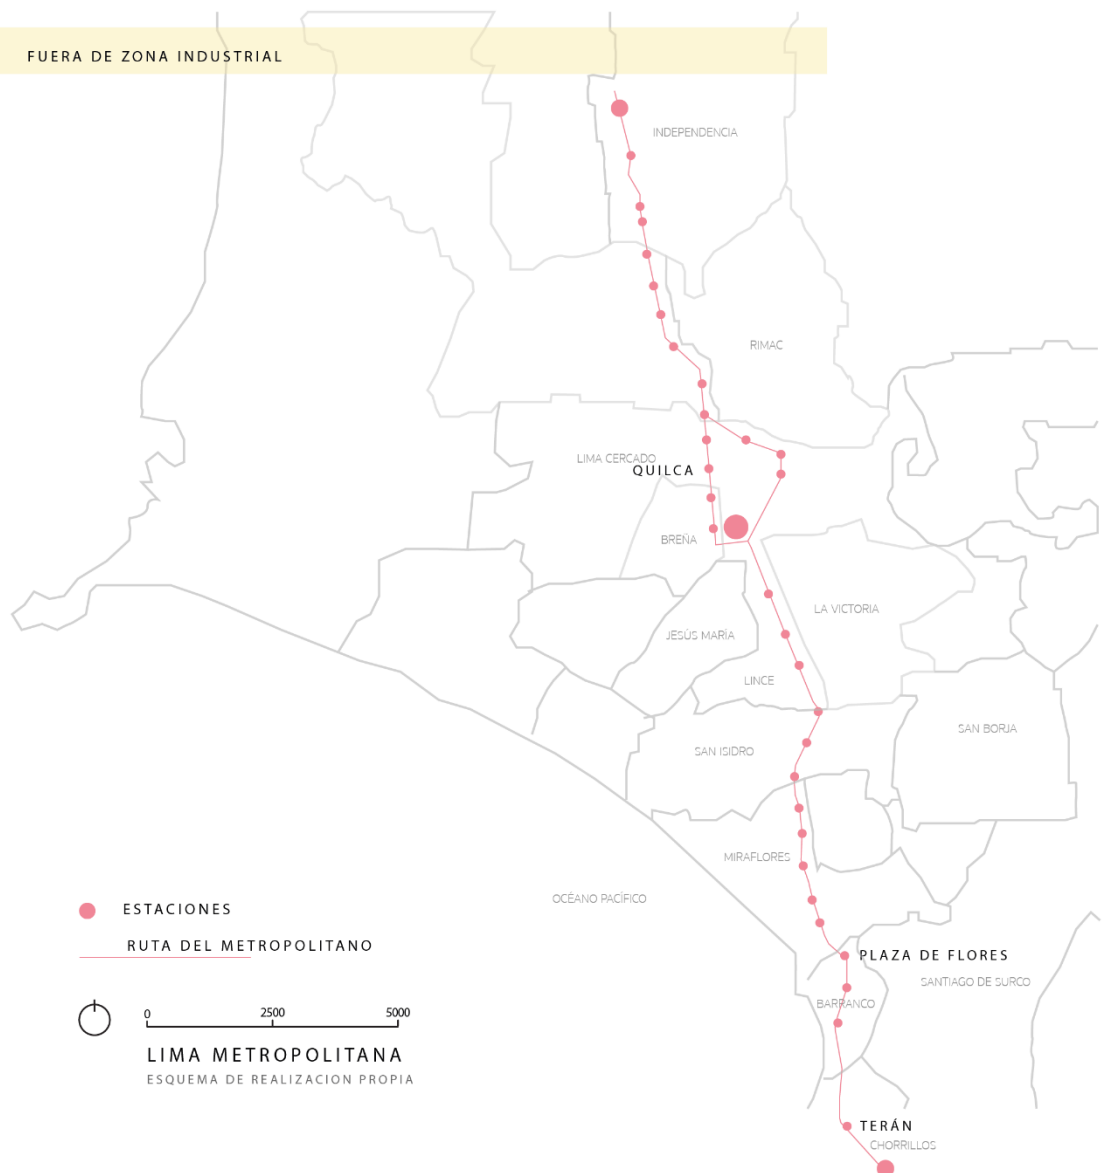 FUERA DE ZONA INDUSTRIAL
INDEPENDENCIA
RIMAC
LIMA CERCADO
QUILCA
BREÑA
LA VICTORIA
JESÚS MARÍA
LINCE
SAN BORJA
SAN ISIDRO
MIRAFLORES
OCÉANO PACÍFICO
ESTACIONES
RUTA DEL METROPOLITANO
PLAZA DE FLORES
SANTIAGO DE SURCO
BARRANCO
0 2500 5000
LIMA METROPOLITANA
ESQUEMA DE REALIZACION PROPIA
TERÁN
CHORRILLOS